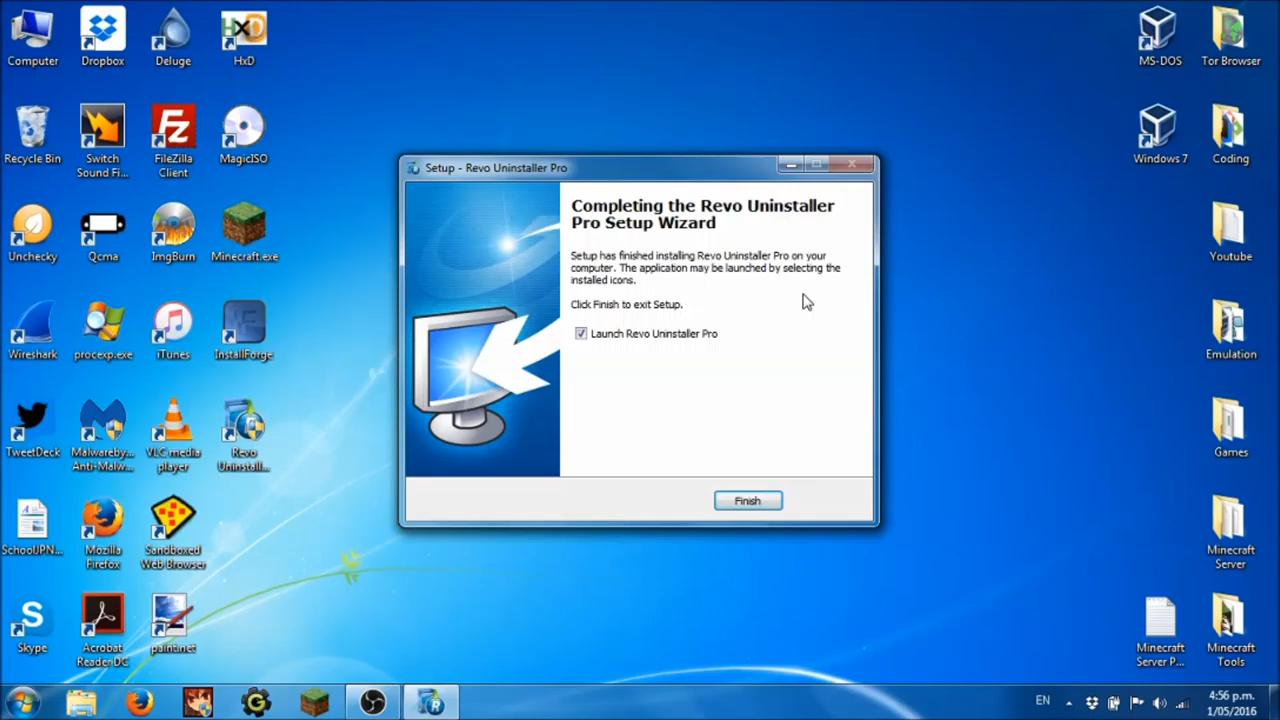 Computer
Dropbox
Deluge
HxD
HxD
MS-DOS
Tor Browser
Recycle Bin
Switch
Sound Fi...
FileZilla
Client
MagicISO
Windows 7
Coding
Setup - Revo Uninstaller Pro
Completing the Revo Uninstaller
Pro Setup Wizard
Setup has finished installing Revo Uninstaller Pro on your
computer. The application may be launched by selecting the
installed icons.
Click Finish to exit Setup.
Launch Revo Uninstaller Pro
Finish
Unchecky
Qcma
ImgBurn
Minecraft.exe
Youtube
Wireshark
procexp.exe
iTunes
InstallForge
Emulation
TweetDeck
Malwareby...
Anti-Malw...
VLC media
player
Revo
Uninstall...
Games
SchoolJPN...
Mozilla
Firefox
Sandboxed
Web Browser
Minecraft
Server
Skype
Acrobat
Reader DC
paint.net
Minecraft
Server P...
Minecraft
Tools
EN
4:56 p.m.
1/05/2016